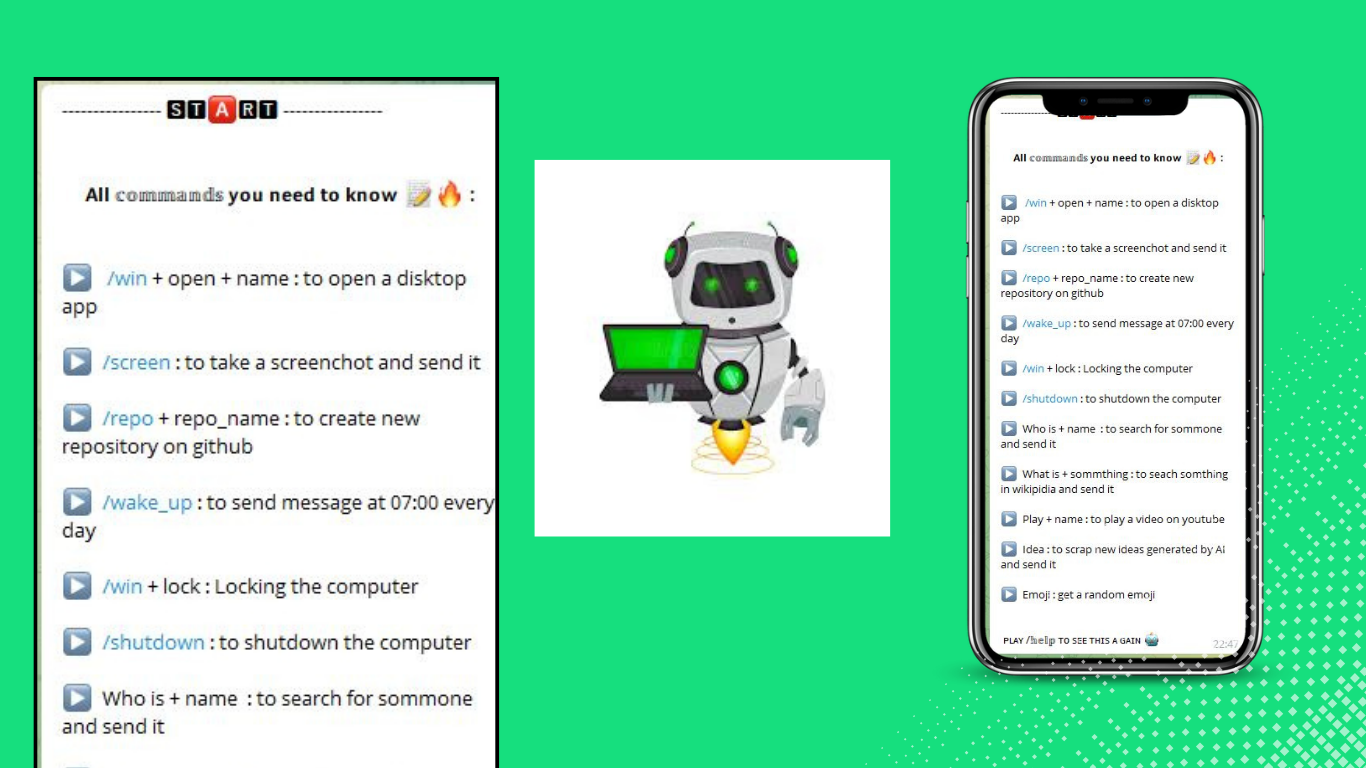 ---------------- START ----------------
All commands you need to know 📝🔥 :
▶️ /win + open + name : to open a disktop
app
▶️ /screen : to take a screenchot and send it
▶️ /repo + repo_name : to create new
repository on github
▶️ /wake_up : to send message at 07:00 every
day
▶️ /win + lock : Locking the computer
▶️ /shutdown : to shutdown the computer
▶️ Who is + name : to search for sommone
and send it
All commands you need to know 📝🔥 :
▶️ /win + open + name : to open a disktop
app
▶️ /screen : to take a screenchot and send it
▶️ /repo + repo_name : to create new
repository on github
▶️ /wake_up : to send message at 07:00 every
day
▶️ /win + lock : Locking the computer
▶️ /shutdown : to shutdown the computer
▶️ Who is + name : to search for sommone
and send it
▶️ What is + sommthing : to seach somthing
in wikipidia and send it
▶️ Play + name : to play a video on youtube
▶️ Idea : to scrap new ideas generated by AI
and send it
▶️ Emoji : get a random emoji
PLAY /help TO SEE THIS A GAIN 🤖
22:47